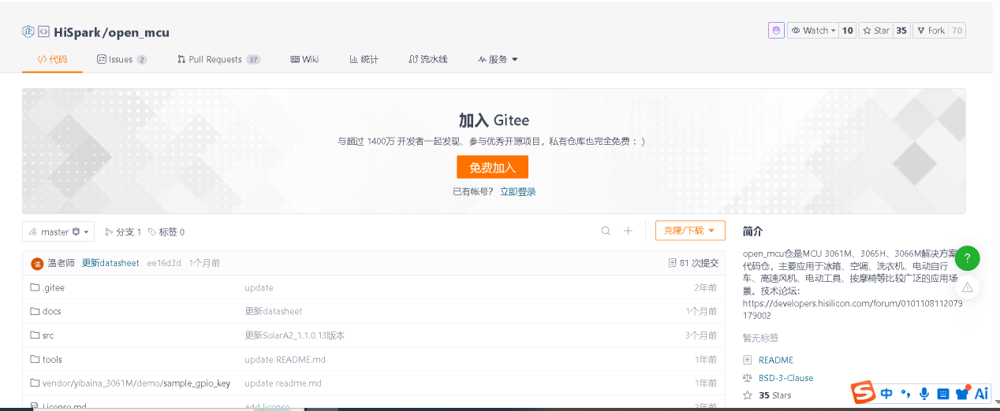 HiSpark/open_mcu
Watch 10 Star 35 Fork 70
代码 Issues 2 Pull Requests 37 Wiki 统计 流水线 服务
加入 Gitee
与超过 1400万 开发者一起发现、参与优秀开源项目，私有仓库也完全免费 ：）
免费加入
已有帐号？ 立即登录
master 分支 1 标签 0 克隆/下载
温 温老师 更新datasheet ee16d3d 1个月前 81 次提交
.gitee update 2年前
docs 更新datasheet 1个月前
src 更新SolarA2_1.1.0.13版本 3个月前
tools update README.md 1年前
vendor/yibaina_3061M/demo/sample_gpio_key update readme.md 1年前
License.md add license 2年前
简介
open_mcu仓是MCU 3061M、3065H、3066M解决方案
代码仓，主要应用于冰箱、空调、洗衣机、电动自行
车、高速风机、电动工具、按摩椅等比较广泛的应用场
景。技术论坛：
https://developers.hisilicon.com/forum/0101108112079
179002
暂无标签
README
BSD-3-Clause
35 Stars
?
S 中 Ai